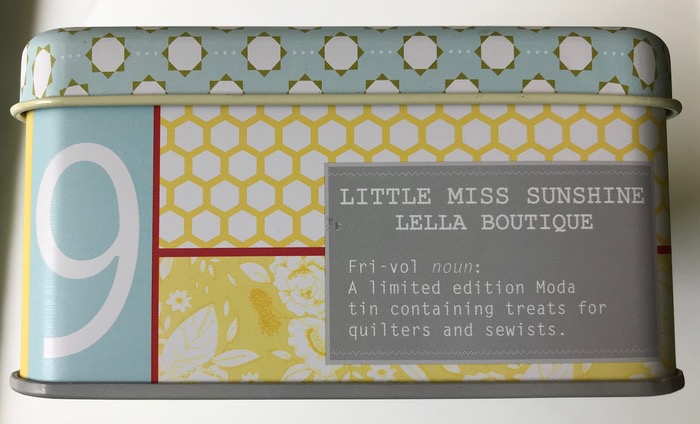 9
LITTLE MISS SUNSHINE
LELLA BOUTIQUE
Fri-vol noun:
A limited edition Moda
tin containing treats for
quilters and sewists.